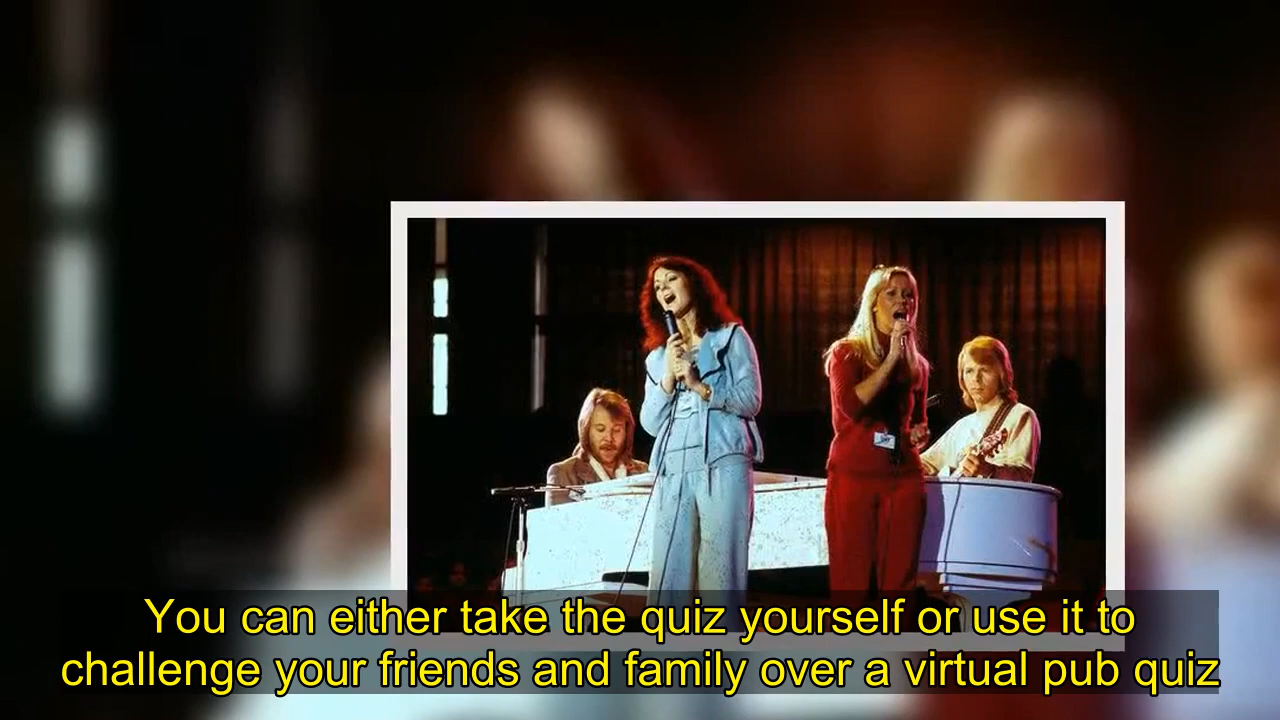 You can either take the quiz yourself or use it to
challenge your friends and family over a virtual pub quiz